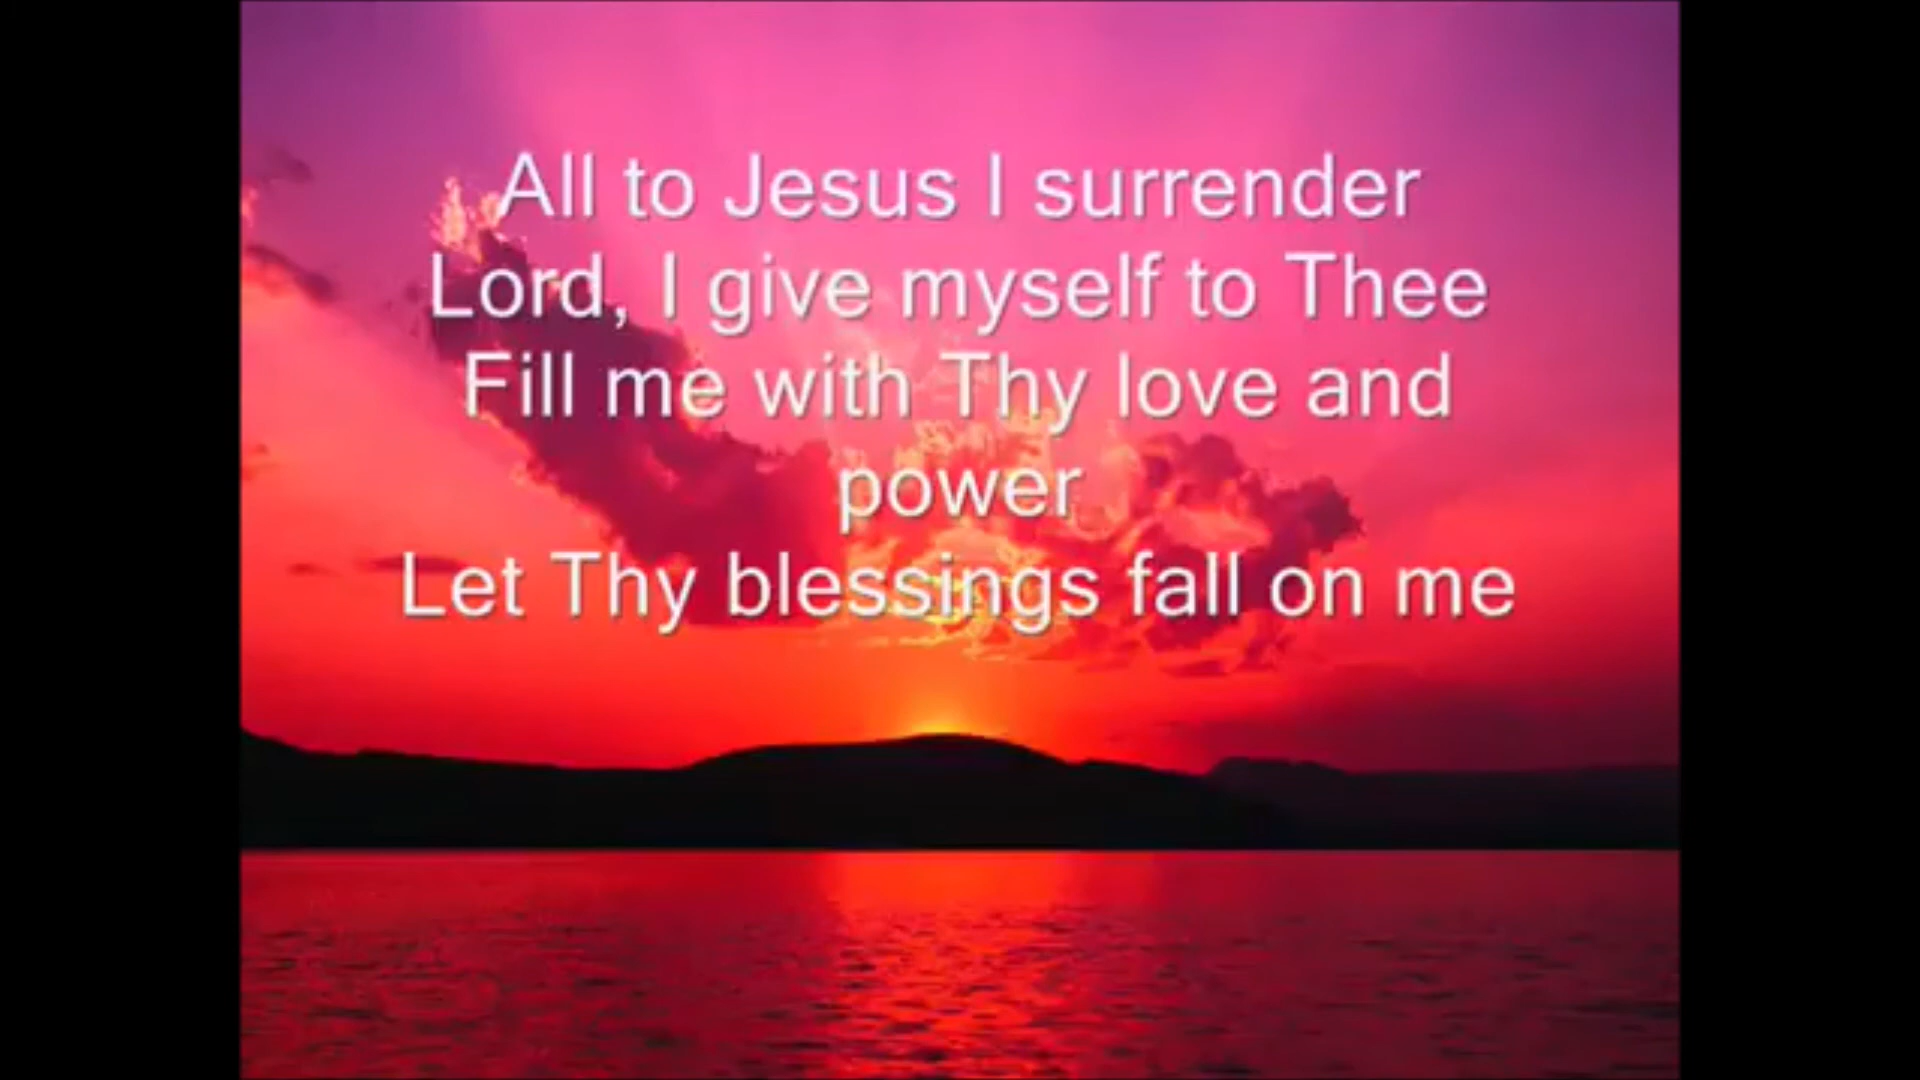 All to Jesus I surrender
Lord, I give myself to Thee
Fill me with Thy love and
power
Let Thy blessings fall on me